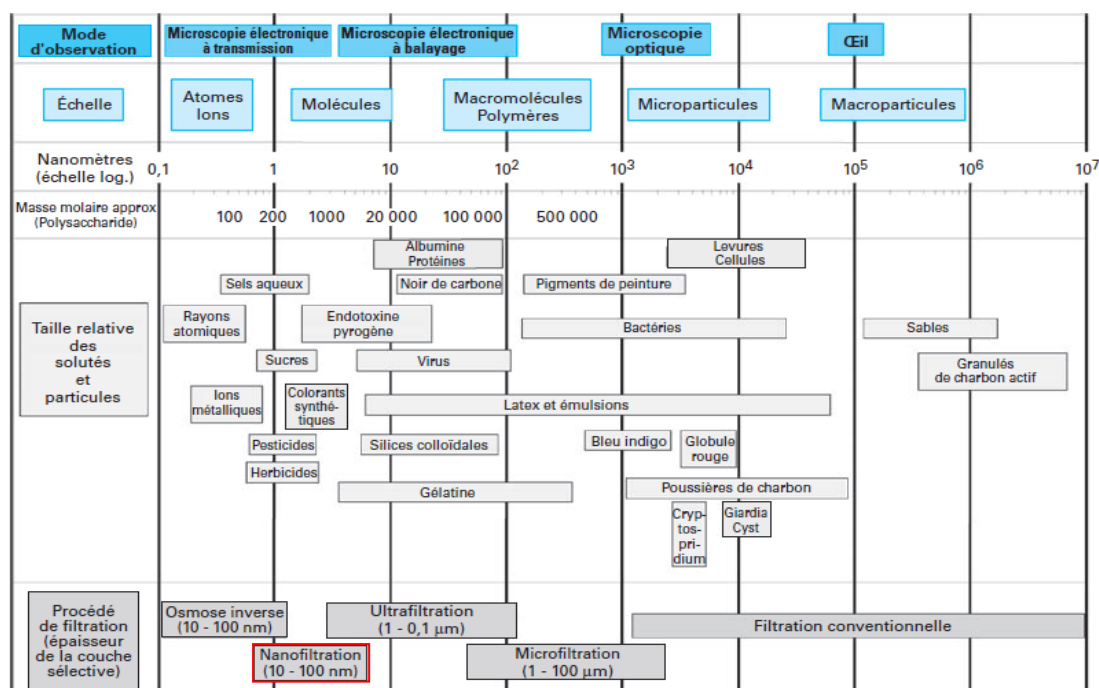 Mode
d'observation
Microscopie électronique
à transmission
Microscopie électronique
à balayage
Microscopie
optique
Œil
Échelle
Atomes
Ions
Molécules
Macromolécules
Polymères
Microparticules
Macroparticules
Nanomètres
(échelle log.)
0,1
1
10
10²
10³
10⁴
10⁵
10⁶
10⁷
Masse molaire approx
(Polysaccharide)
100
200
1000
20 000
100 000
500 000
Taille relative
des
solutés
et
particules
Albumine
Protéines
Levures
Cellules
Sels aqueux
Noir de carbone
Pigments de peinture
Rayons
atomiques
Endotoxine
pyrogène
Bactéries
Sables
Sucres
Virus
Granulés
de charbon actif
Ions
métalliques
Colorants
synthé-
tiques
Latex et émulsions
Pesticides
Silices colloïdales
Bleu indigo
Globule
rouge
Herbicides
Gélatine
Poussières de charbon
Cryp-
tos-
pri-
dium
Giardia
Cyst
Procédé
de filtration
(épaisseur
de la couche
sélective)
Osmose inverse
(10 - 100 nm)
Ultrafiltration
(1 - 0,1 µm)
Filtration conventionnelle
Nanofiltration
(10 - 100 nm)
Microfiltration
(1 - 100 µm)